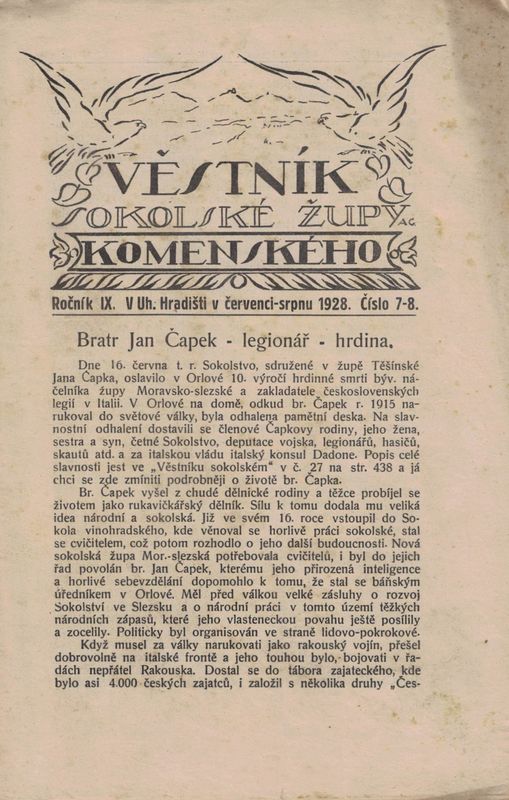 VĚSTNÍK
SOKOLSKÉ ŽUPY
AČ.
KOMENSKÉHO
Ročník IX. V Uh. Hradišti v červenci-srpnu 1928. Číslo 7-8.
Bratr Jan Čapek - legionář - hrdina.
Dne 16. června t. r. Sokolstvo, sdružené v župě Těšínské
Jana Čapka, oslavilo v Orlové 10. výročí hrdinné smrti býv. ná-
čelníka župy Moravsko-slezské a zakladatele československých
legií v Italii. V Orlové na domě, odkud br. Čapek r. 1915 na-
rukoval do světové války, byla odhalena pamětní deska. Na sla-
vnostní odhalení dostavili se členové Čapkovy rodiny, jeho žena,
sestra a syn, četné Sokolstvo, deputace vojska, legionářů, hasičů,
skautů atd. a za italskou vládu italský konsul Dadone. Popis celé
slavnosti jest ve „Věstníku sokolském“ v č. 27 na str. 438 a já
chci se zde zmíniti podrobněji o životě br. Čapka.
Br. Čapek vyšel z chudé dělnické rodiny a těžce probíjel se
životem jako rukavičkářský dělník. Sílu k tomu dodala mu veliká
idea národní a sokolská. Již ve svém 16. roce vstoupil do So-
kola vinohradského, kde věnoval se horlivě práci sokolské, stal
se cvičitelem, což potom rozhodlo o jeho další budoucnosti. Nová
sokolská župa Mor.-slezská potřebovala cvičitelů, i byl do jejich
řad povolán br. Jan Čapek, kterému jeho přirozená inteligence
a horlivé sebevzdělání dopomohlo k tomu, že stal se báňským
úředníkem v Orlové. Měl před válkou velké zásluhy o rozvoj
Sokolství ve Slezsku a o národní práci v tomto území těžkých
národních zápasů, které jeho vlasteneckou povahu ještě posílily
a zocelily. Politicky byl organisován ve straně lidovo-pokrokové.
Když musel za války narukovati jako rakouský vojín, přešel
dobrovolně na italské frontě a jeho touhou bylo, bojovati v řa-
dách nepřátel Rakouska. Dostal se do tábora zajateckého, kde
bylo asi 4.000 českých zajatců, i založil s několika druhy „Čes-